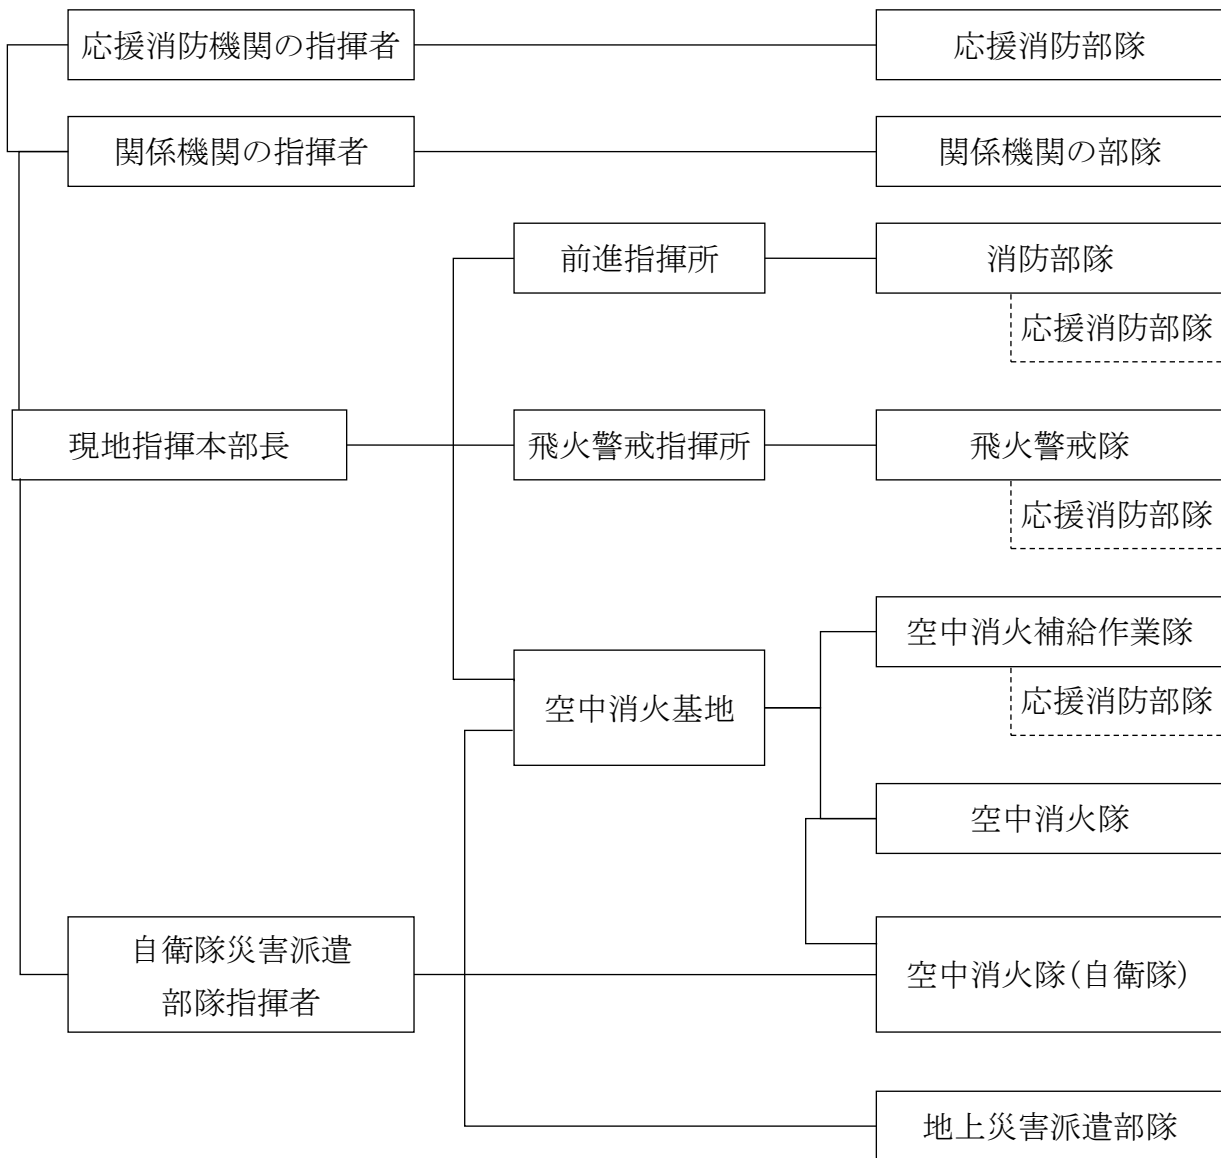 応援消防機関の指揮者
応援消防部隊
関係機関の指揮者
関係機関の部隊
前進指揮所
消防部隊
応援消防部隊
現地指揮本部長
飛火警戒指揮所
飛火警戒隊
応援消防部隊
空中消火補給作業隊
空中消火基地
応援消防部隊
空中消火隊
自衛隊災害派遣
部隊指揮者
空中消火隊(自衛隊)
地上災害派遣部隊